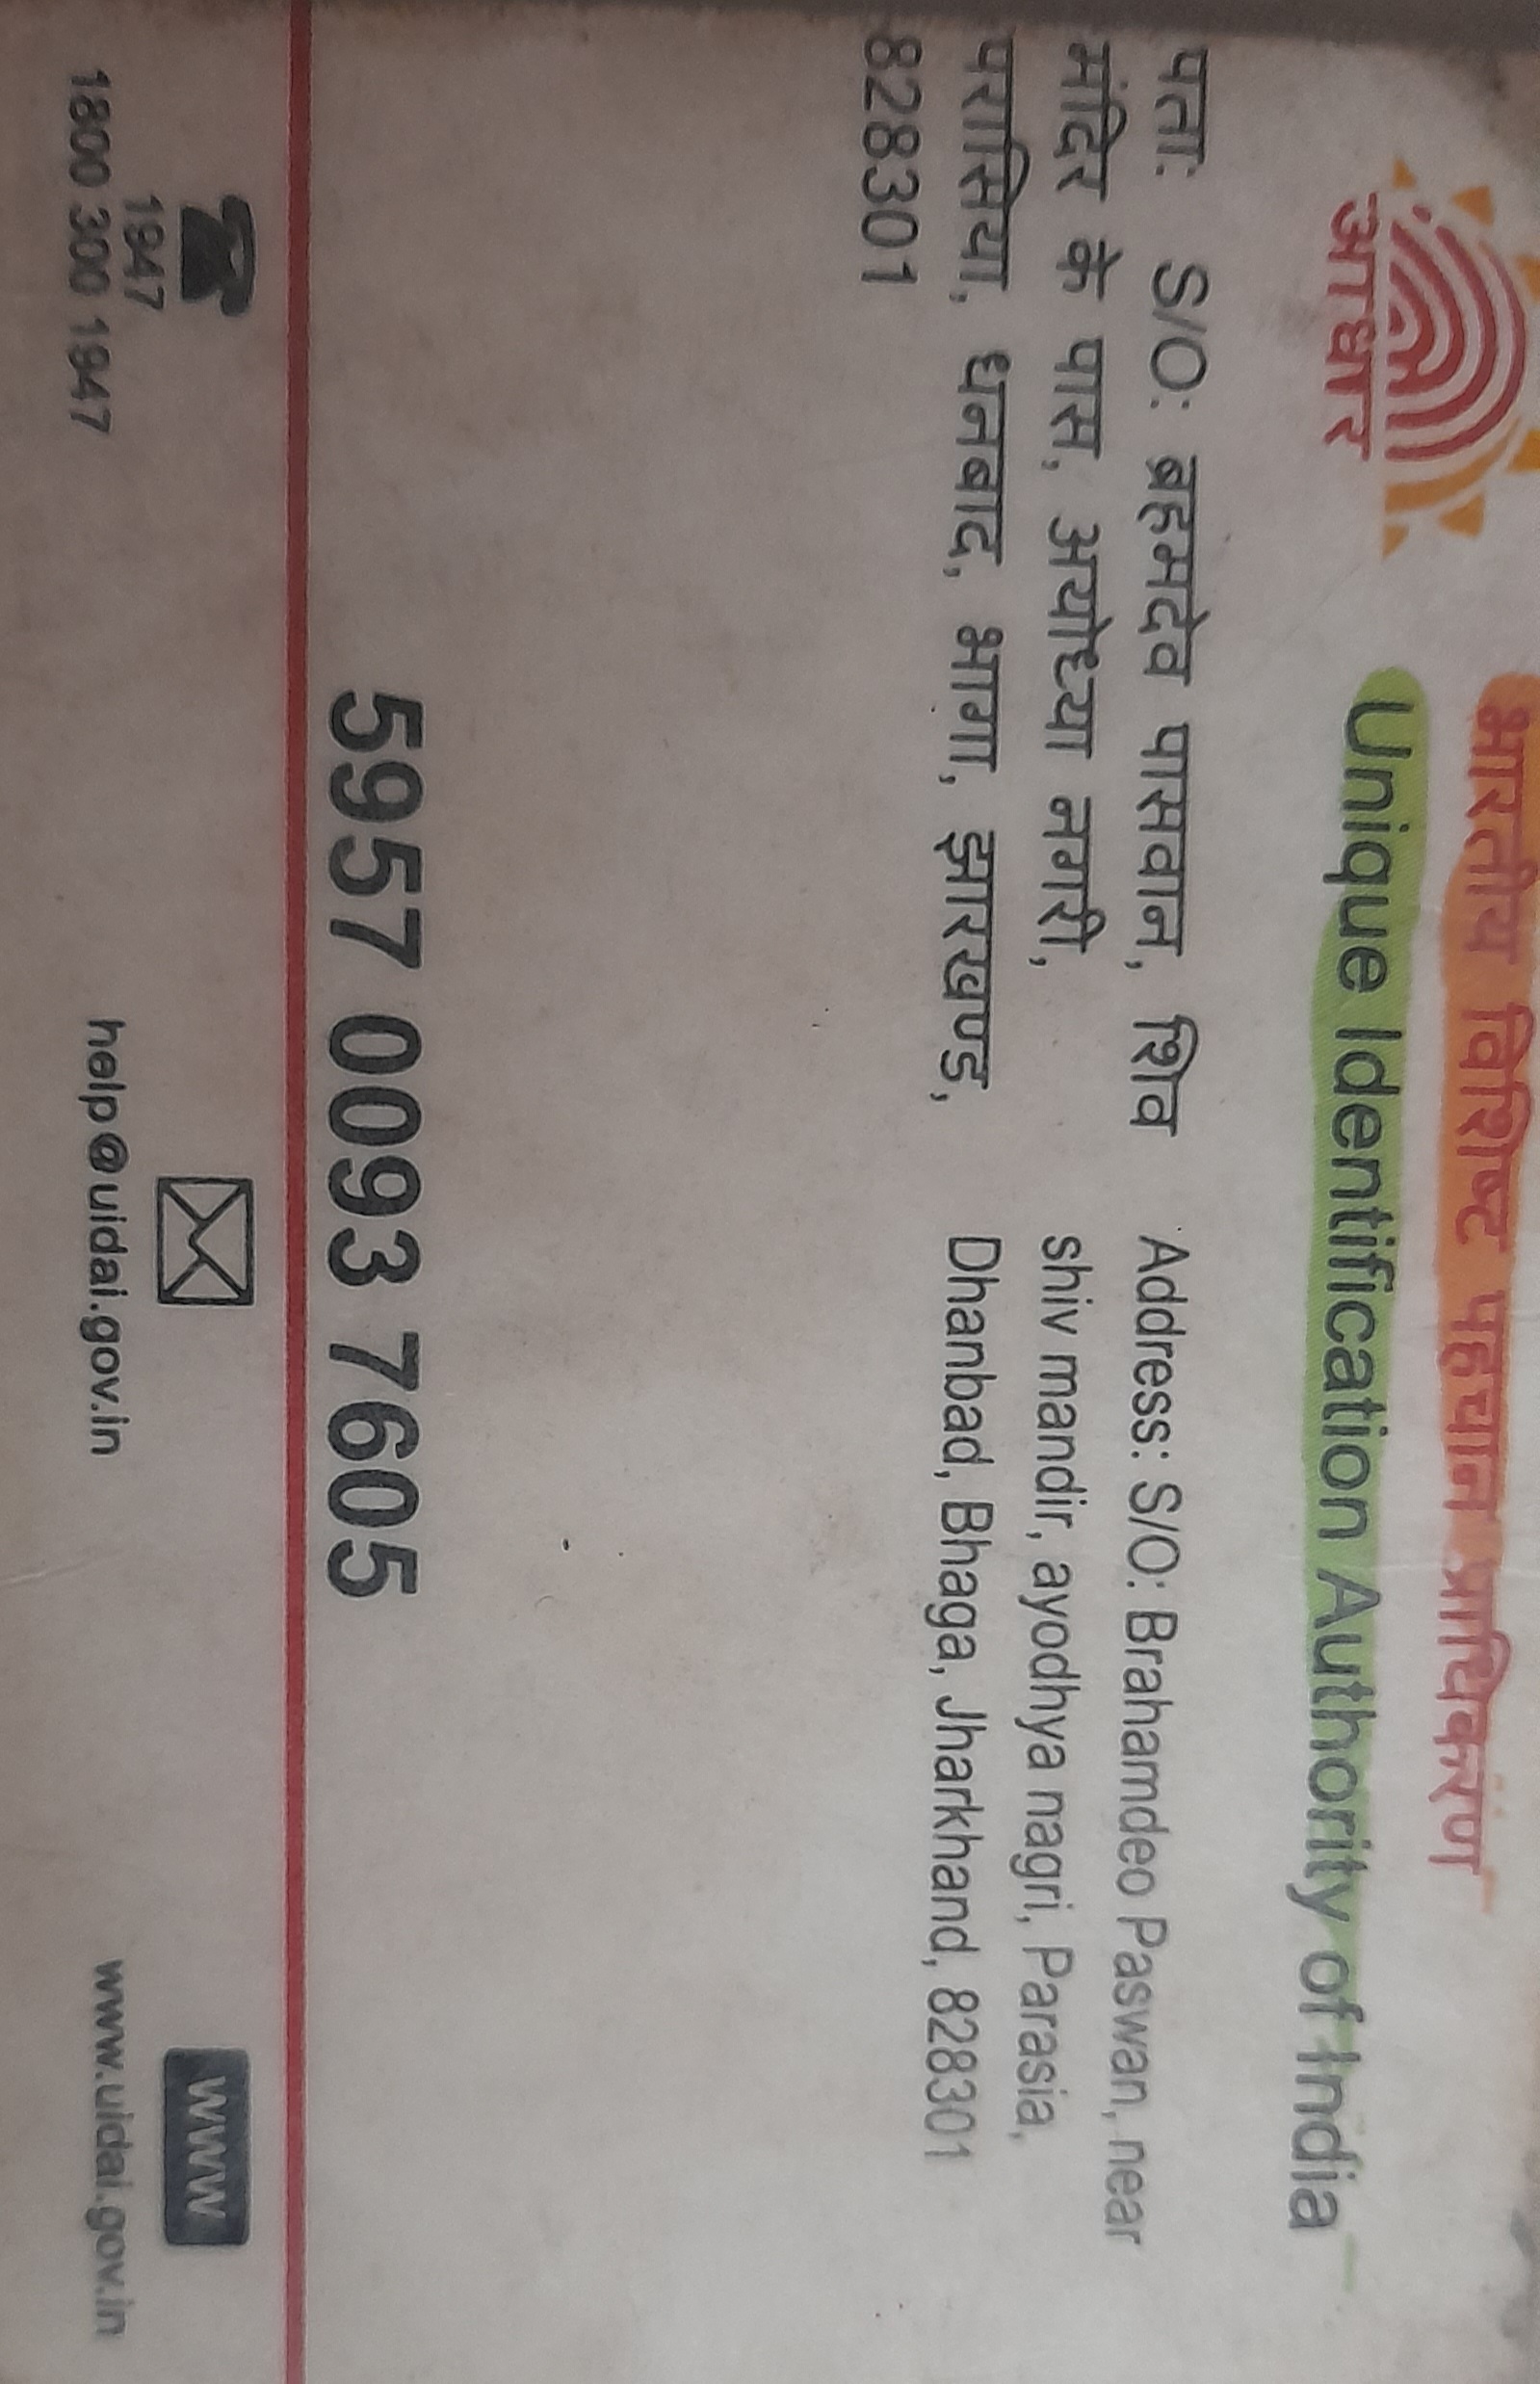 भारतीय विशिष्ट पहचान प्राधिकरण
Unique Identification Authority of India
आधार
पताः S/O: ब्रहमदेव पासवान, शिव
मंदिर के पास, अयोध्या नगरी,
परासिया, धनबाद, भागा, झारखण्ड,
828301
Address: S/O: Brahamdeo Paswan, near
shiv mandir, ayodhya nagri, Parasia,
Dhanbad, Bhaga, Jharkhand, 828301
5957 0093 7605
1947
1800 300 1947
help@uidai.gov.in
www
www.uidai.gov.in